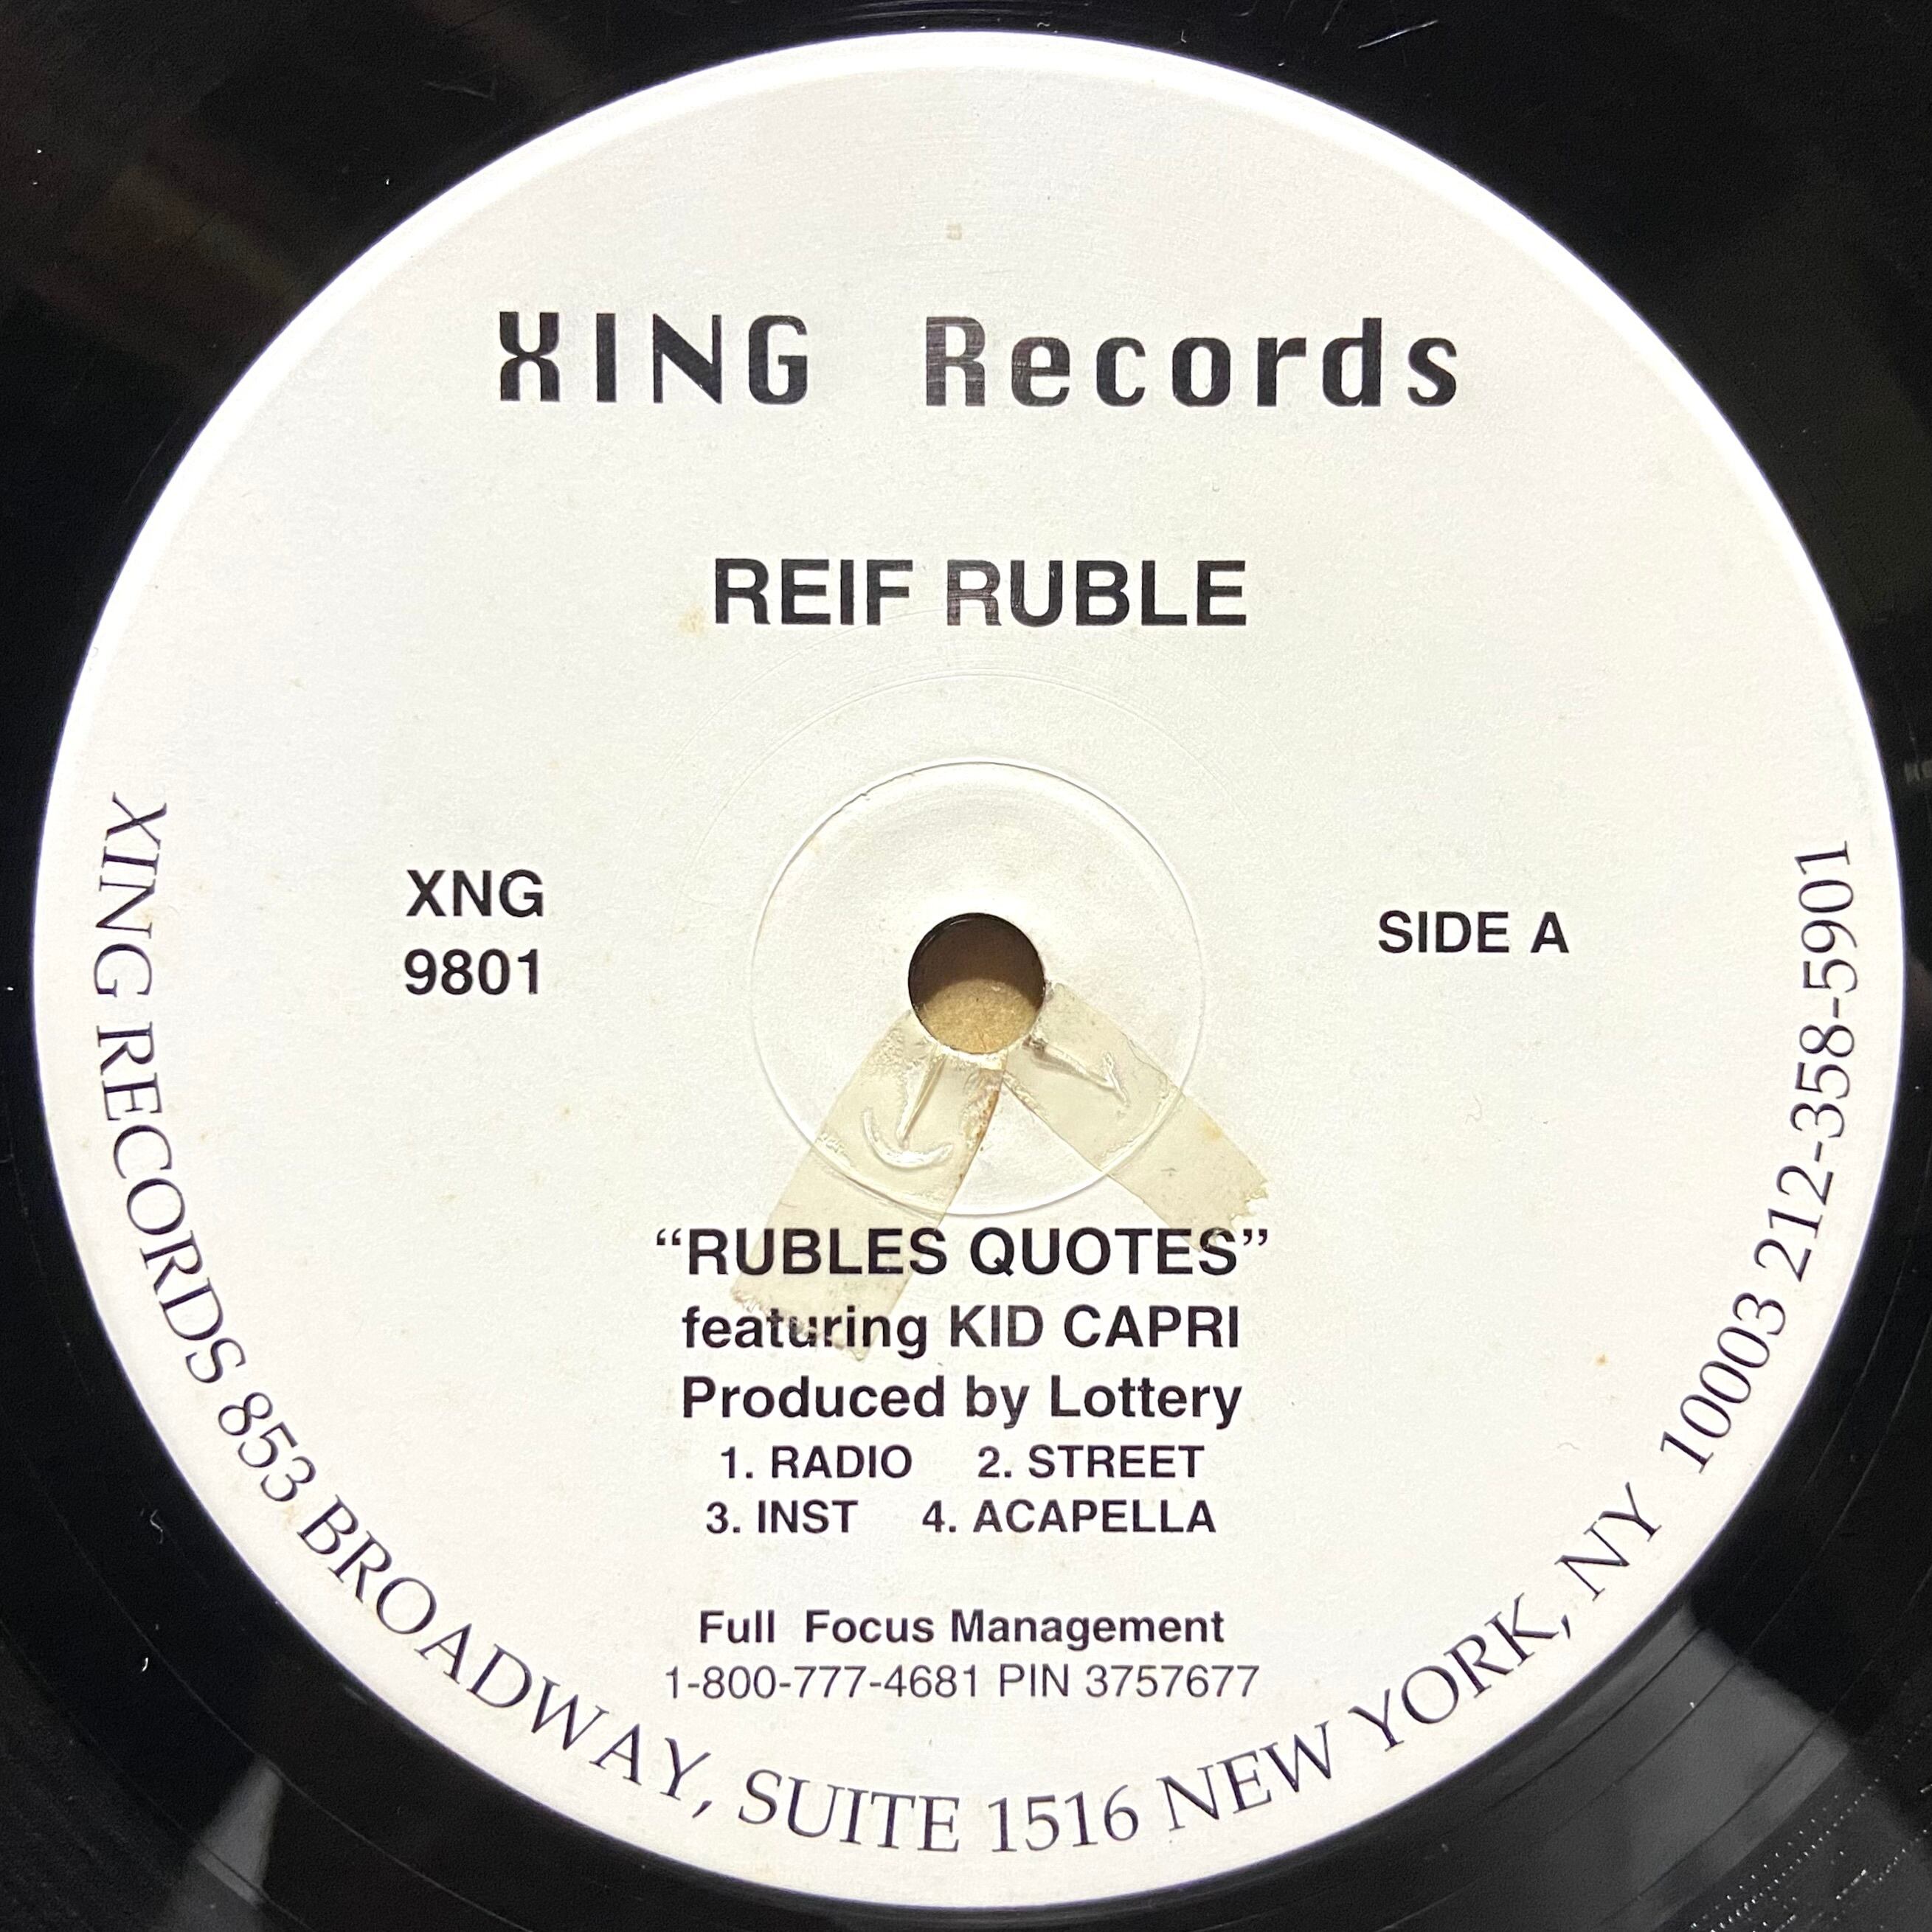 XING Records
REIF RUBLE
XNG
9801
SIDE A
“RUBLES QUOTES”
featuring KID CAPRI
Produced by Lottery
1. RADIO 2. STREET
3. INST 4. ACAPELLA
Full Focus Management
1-800-777-4681 PIN 3757677
XING RECORDS 853 BROADWAY, SUITE 1516 NEW YORK, NY 10003 212-358-5901